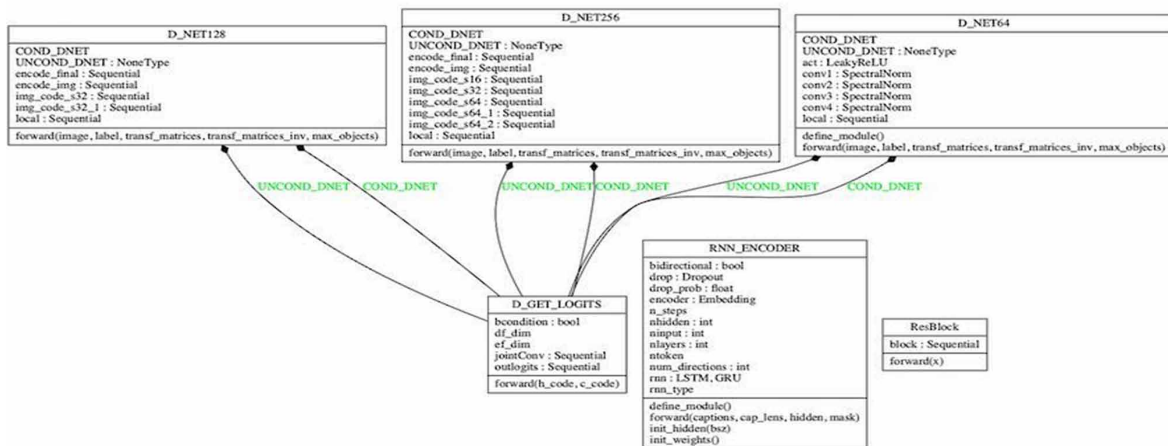 D_NET128
COND_DNET
UNCOND_DNET : NoneType
encode_final : Sequential
encode_img : Sequential
img_code_s32 : Sequential
img_code_s32_1 : Sequential
local : Sequential
forward(image, label, transf_matrices, transf_matrices_inv, max_objects)
D_NET256
COND_DNET
UNCOND_DNET : NoneType
encode_final : Sequential
encode_img : Sequential
img_code_s16 : Sequential
img_code_s32 : Sequential
img_code_s64 : Sequential
img_code_s64_1 : Sequential
img_code_s64_2 : Sequential
local : Sequential
forward(image, label, transf_matrices, transf_matrices_inv, max_objects)
D_NET64
COND_DNET
UNCOND_DNET : NoneType
act : LeakyReLU
conv1 : SpectralNorm
conv2 : SpectralNorm
conv3 : SpectralNorm
conv4 : SpectralNorm
local : Sequential
define_module()
forward(image, label, transf_matrices, transf_matrices_inv, max_objects)
UNCOND_DNET
COND_DNET
UNCOND_DNET
COND_DNET
UNCOND_DNET
COND_DNET
D_GET_LOGITS
bcondition : bool
df_dim
ef_dim
jointConv : Sequential
outlogits : Sequential
forward(h_code, c_code)
RNN_ENCODER
bidirectional : bool
drop : Dropout
drop_prob : float
encoder : Embedding
n_steps
nhidden : int
ninput : int
nlayers : int
ntoken
num_directions : int
rnn : LSTM, GRU
rnn_type
define_module()
forward(captions, cap_lens, hidden, mask)
init_hidden(bsz)
init_weights()
ResBlock
block : Sequential
forward(x)